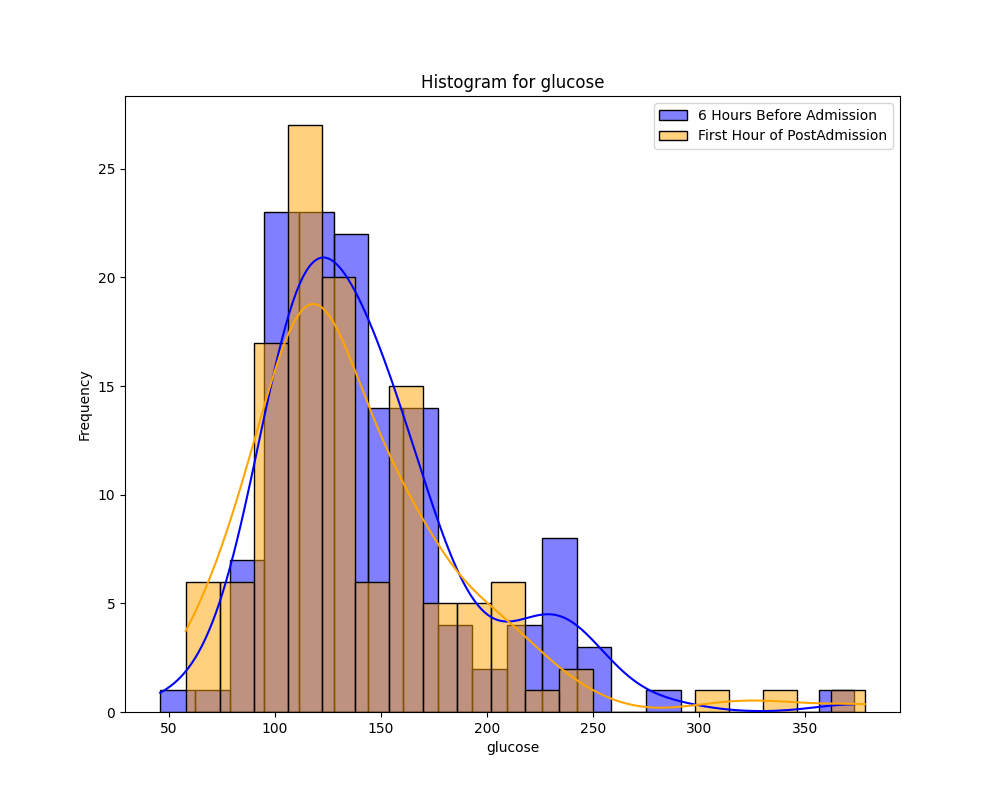 Histogram for glucose
6 Hours Before Admission
First Hour of PostAdmission
Frequency
25
20
15
10
5
0
50 100 150 200 250 300 350
glucose